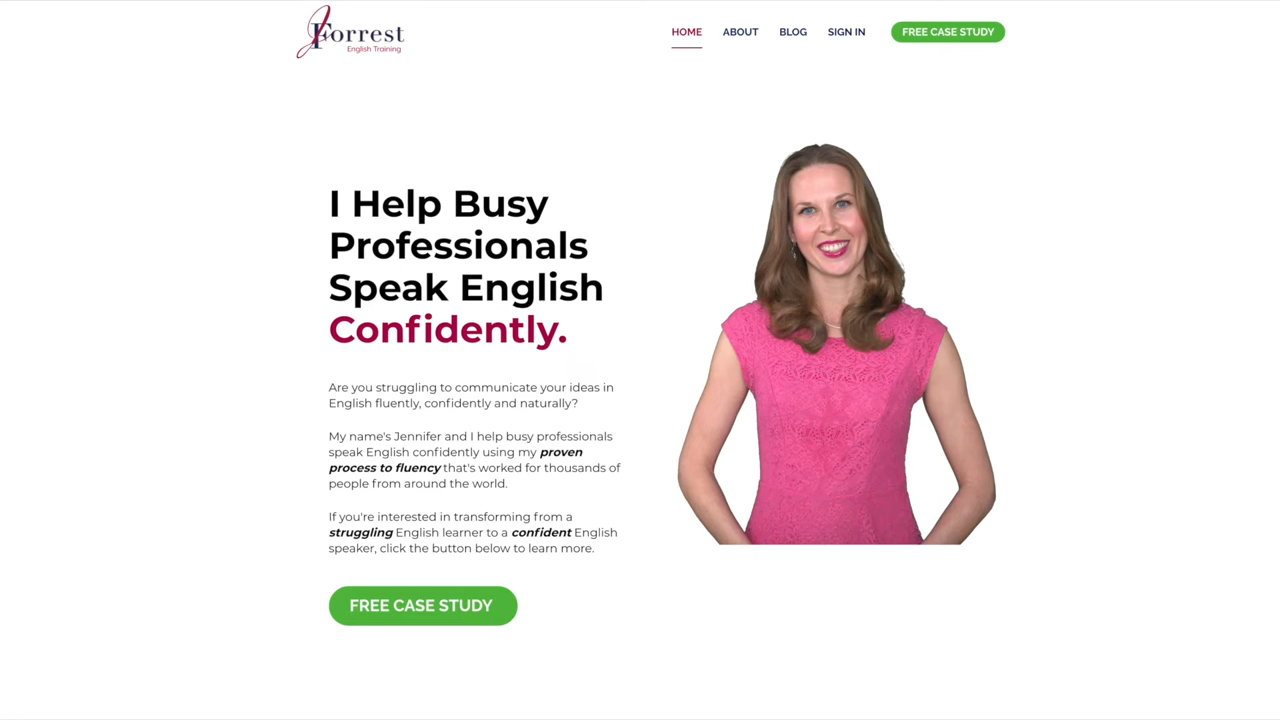 JForrest
English Training
HOME
ABOUT
BLOG
SIGN IN
FREE CASE STUDY
I Help Busy
Professionals
Speak English
Confidently.
Are you struggling to communicate your ideas in
English fluently, confidently and naturally?
My name's Jennifer and I help busy professionals
speak English confidently using my proven
process to fluency that's worked for thousands of
people from around the world.
If you're interested in transforming from a
struggling English learner to a confident English
speaker, click the button below to learn more.
FREE CASE STUDY